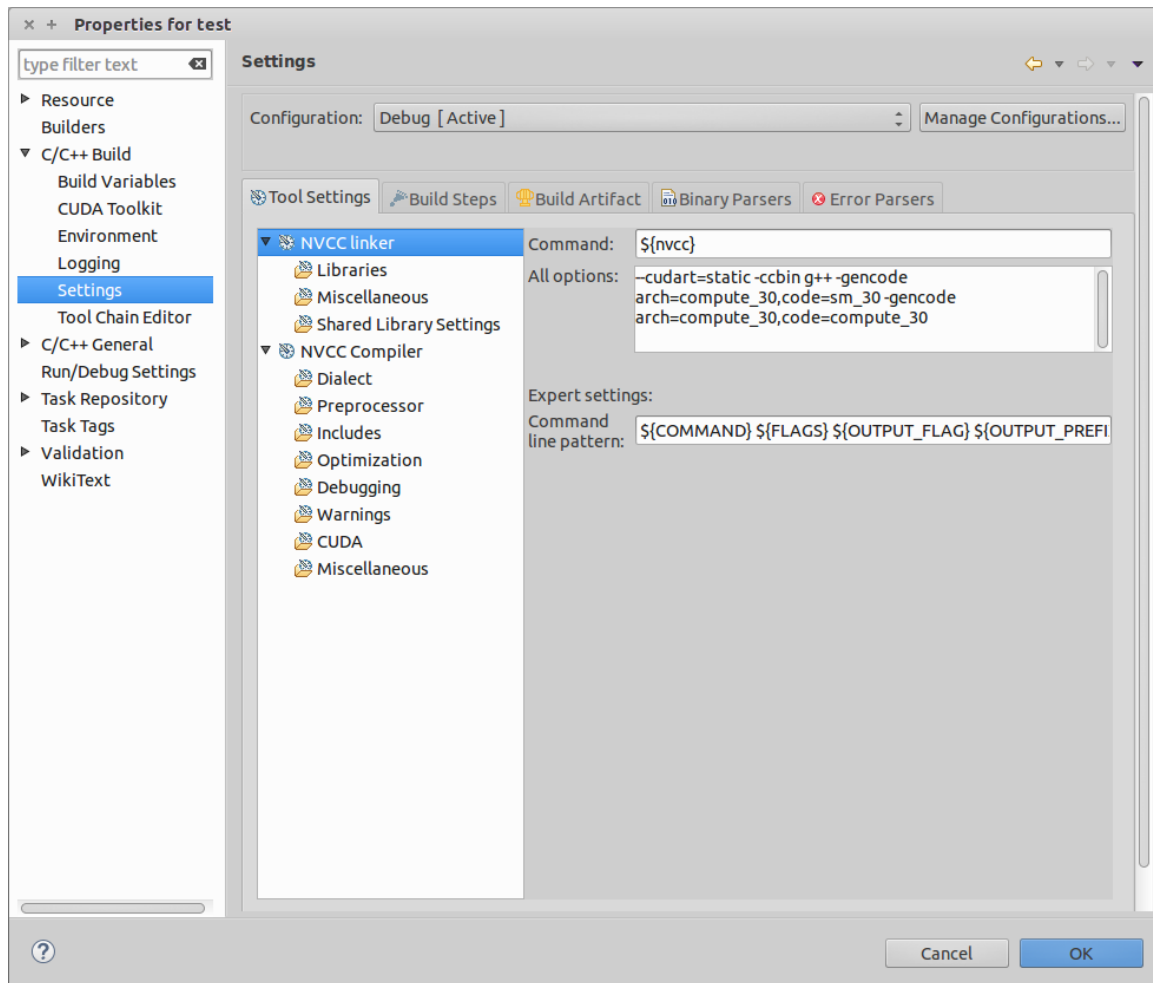 Properties for test
type filter text
Resource
Builders
C/C++ Build
Build Variables
CUDA Toolkit
Environment
Logging
Settings
Tool Chain Editor
C/C++ General
Run/Debug Settings
Task Repository
Task Tags
Validation
WikiText
Settings
Configuration: Debug [Active] Manage Configurations...
Tool Settings Build Steps Build Artifact Binary Parsers Error Parsers
NVCC linker
Libraries
Miscellaneous
Shared Library Settings
NVCC Compiler
Dialect
Preprocessor
Includes
Optimization
Debugging
Warnings
CUDA
Miscellaneous
Command: ${nvcc}
All options: --cudart=static -ccbin g++ -gencode
arch=compute_30,code=sm_30 -gencode
arch=compute_30,code=compute_30
Expert settings:
Command
line pattern: ${COMMAND} ${FLAGS} ${OUTPUT_FLAG} ${OUTPUT_PREFI
Cancel OK